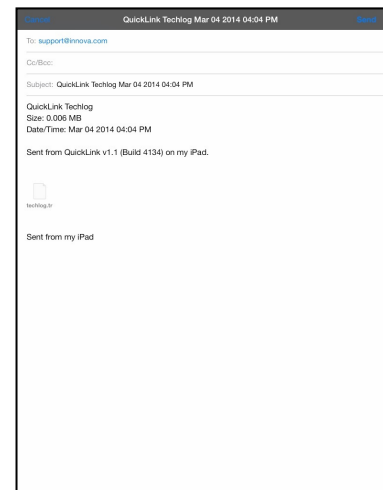 Cancel QuickLink Techlog Mar 04 2014 04:04 PM Send
To: support@innova.com
Cc/Bcc:
Subject: QuickLink Techlog Mar 04 2014 04:04 PM
QuickLink Techlog
Size: 0.006 MB
Date/Time: Mar 04 2014 04:04 PM
Sent from QuickLink v1.1 (Build 4134) on my iPad.
techlog.tr
Sent from my iPad